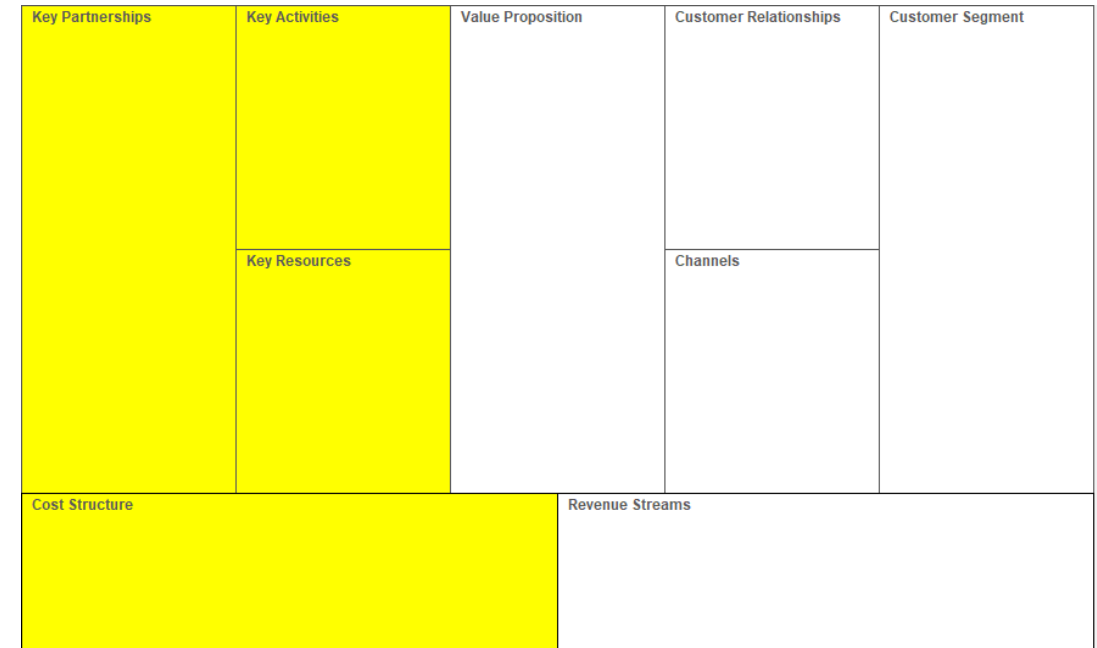 Key Partnerships
Key Activities
Value Proposition
Customer Relationships
Customer Segment
Key Resources
Channels
Cost Structure
Revenue Streams